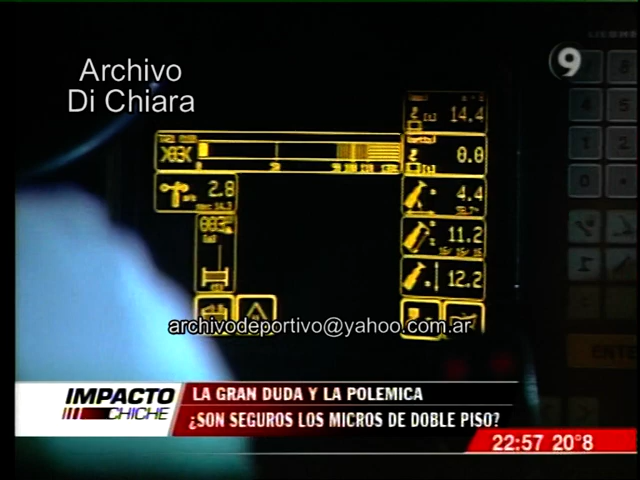 Archivo
Di Chiara
9
14.4
0.0
2.8
4.4
11.2
12.2
archivodeportivo@yahoo.com.ar
IMPACTO
CHICHE
LA GRAN DUDA Y LA POLEMICA
¿SON SEGUROS LOS MICROS DE DOBLE PISO?
22:57 20°8